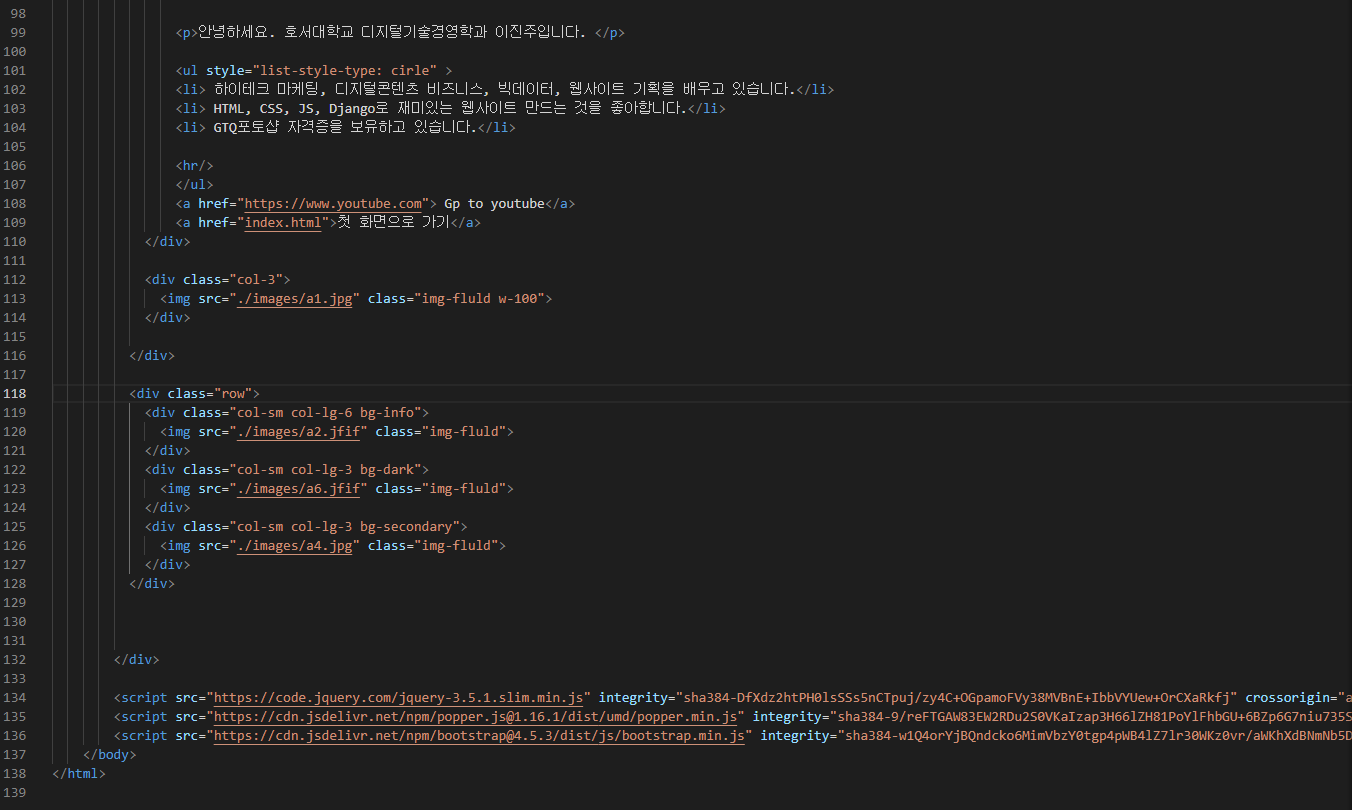 98
99 <p>안녕하세요. 호서대학교 디지털기술경영학과 이진주입니다. </p>
100
101 <ul style="list-style-type: cirle" >
102 <li> 하이테크 마케팅, 디지털콘텐츠 비즈니스, 빅데이터, 웹사이트 기획을 배우고 있습니다.</li>
103 <li> HTML, CSS, JS, Django로 재미있는 웹사이트 만드는 것을 좋아합니다.</li>
104 <li> GTQ포토샵 자격증을 보유하고 있습니다.</li>
105
106 <hr/>
107 </ul>
108 <a href="https://www.youtube.com"> Gp to youtube</a>
109 <a href="index.html">첫 화면으로 가기</a>
110 </div>
111
112 <div class="col-3">
113 <img src="./images/a1.jpg" class="img-fluld w-100">
114 </div>
115
116 </div>
117
118 <div class="row">
119 <div class="col-sm col-lg-6 bg-info">
120 <img src="./images/a2.jfif" class="img-fluld">
121 </div>
122 <div class="col-sm col-lg-3 bg-dark">
123 <img src="./images/a6.jfif" class="img-fluld">
124 </div>
125 <div class="col-sm col-lg-3 bg-secondary">
126 <img src="./images/a4.jpg" class="img-fluld">
127 </div>
128 </div>
129
130
131
132 </div>
133
134 <script src="https://code.jquery.com/jquery-3.5.1.slim.min.js" integrity="sha384-DfXdz2htPH0lsSSs5nCTpuj/zy4C+OGpamoFVy38MVBnE+IbbVYUew+OrCXaRkfj" crossorigin="a
135 <script src="https://cdn.jsdelivr.net/npm/popper.js@1.16.1/dist/umd/popper.min.js" integrity="sha384-9/reFTGAW83EW2RDu2S0VKaIzap3H66lZH81PoYlFhbGU+6BZp6G7niu735S
136 <script src="https://cdn.jsdelivr.net/npm/bootstrap@4.5.3/dist/js/bootstrap.min.js" integrity="sha384-w1Q4orYjBQndcko6MimVbzY0tgp4pWB4lZ7lr30WKz0vr/aWKhXdBNmNb5D
137 </body>
138 </html>
139